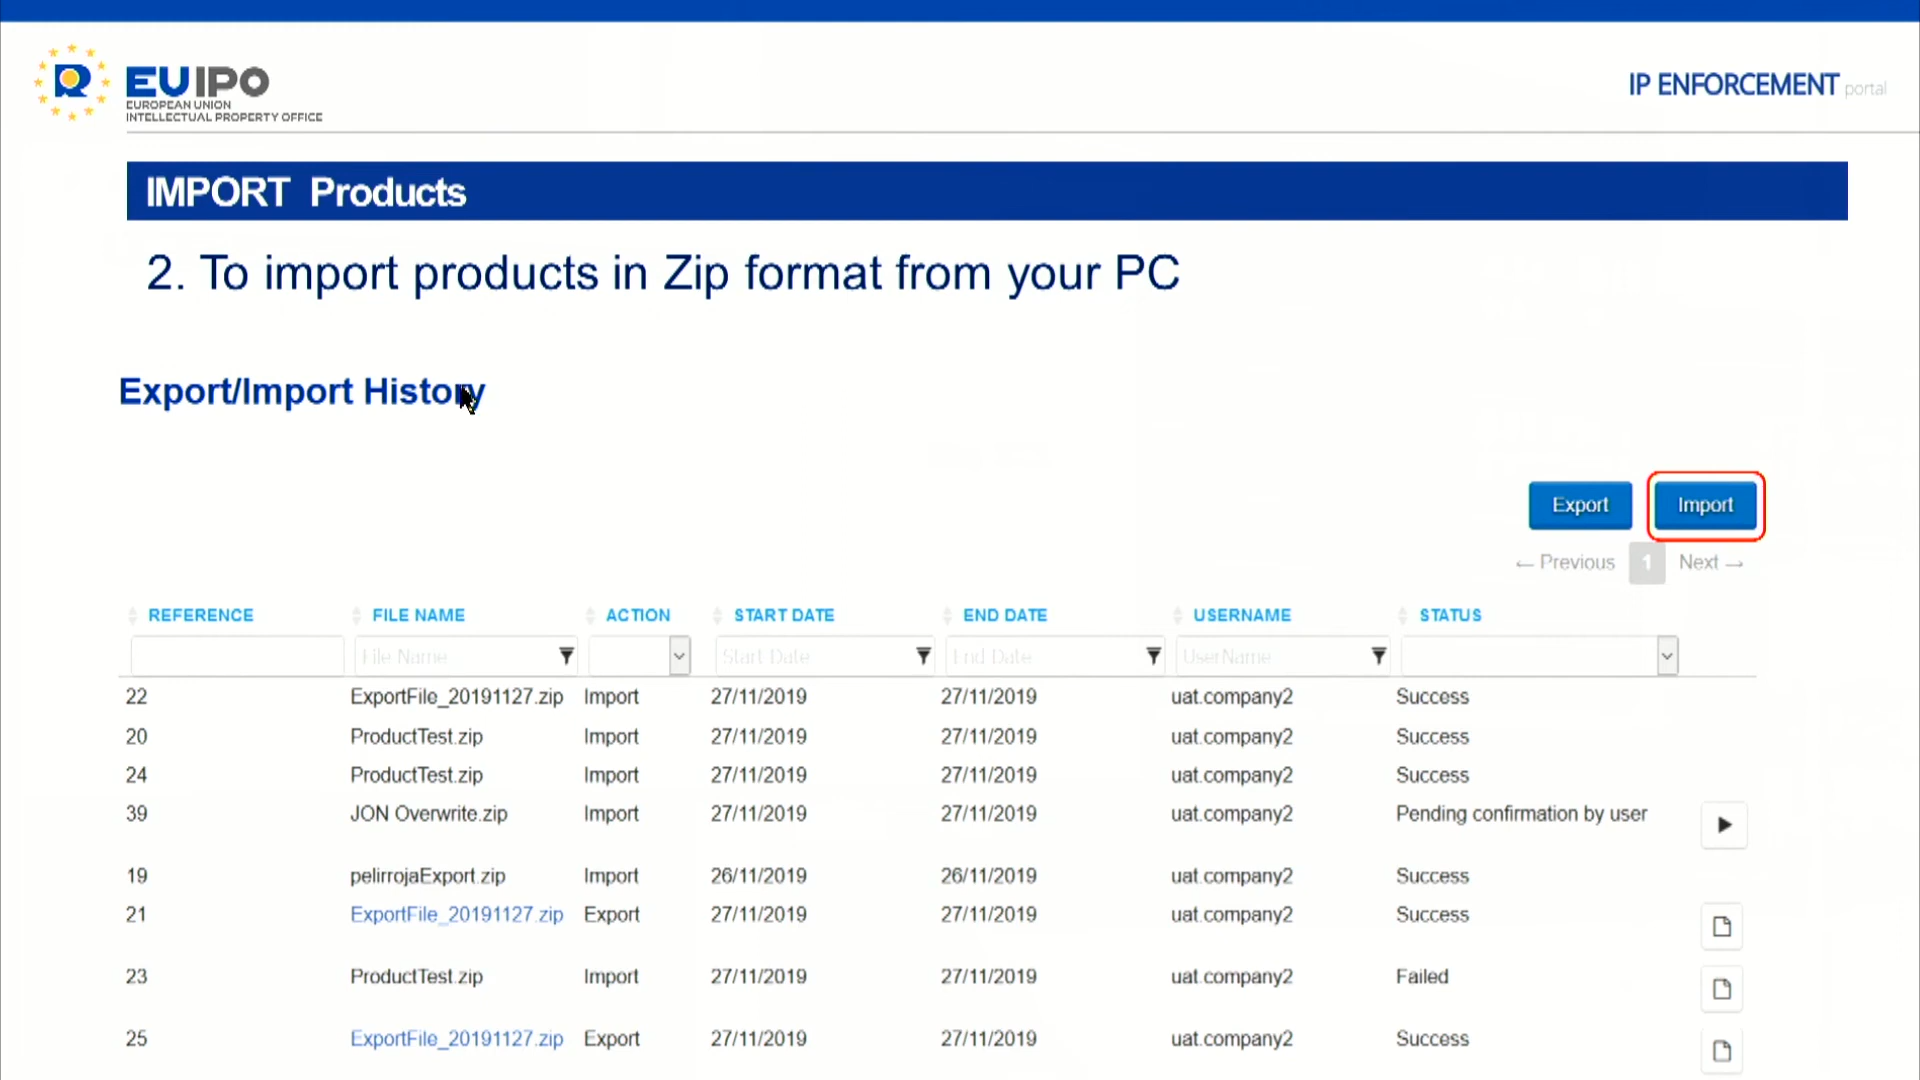 EUIPO
EUROPEAN UNION
INTELLECTUAL PROPERTY OFFICE
IP ENFORCEMENT portal
IMPORT Products
2. To import products in Zip format from your PC
Export/Import History
Export Import
← Previous 1 Next →
REFERENCE FILE NAME ACTION START DATE END DATE USERNAME STATUS
File Name Start Date End Date UserName
22 ExportFile_20191127.zip Import 27/11/2019 27/11/2019 uat.company2 Success
20 ProductTest.zip Import 27/11/2019 27/11/2019 uat.company2 Success
24 ProductTest.zip Import 27/11/2019 27/11/2019 uat.company2 Success
39 JON Overwrite.zip Import 27/11/2019 27/11/2019 uat.company2 Pending confirmation by user
19 pelirrojaExport.zip Import 26/11/2019 26/11/2019 uat.company2 Success
21 ExportFile_20191127.zip Export 27/11/2019 27/11/2019 uat.company2 Success
23 ProductTest.zip Import 27/11/2019 27/11/2019 uat.company2 Failed
25 ExportFile_20191127.zip Export 27/11/2019 27/11/2019 uat.company2 Success